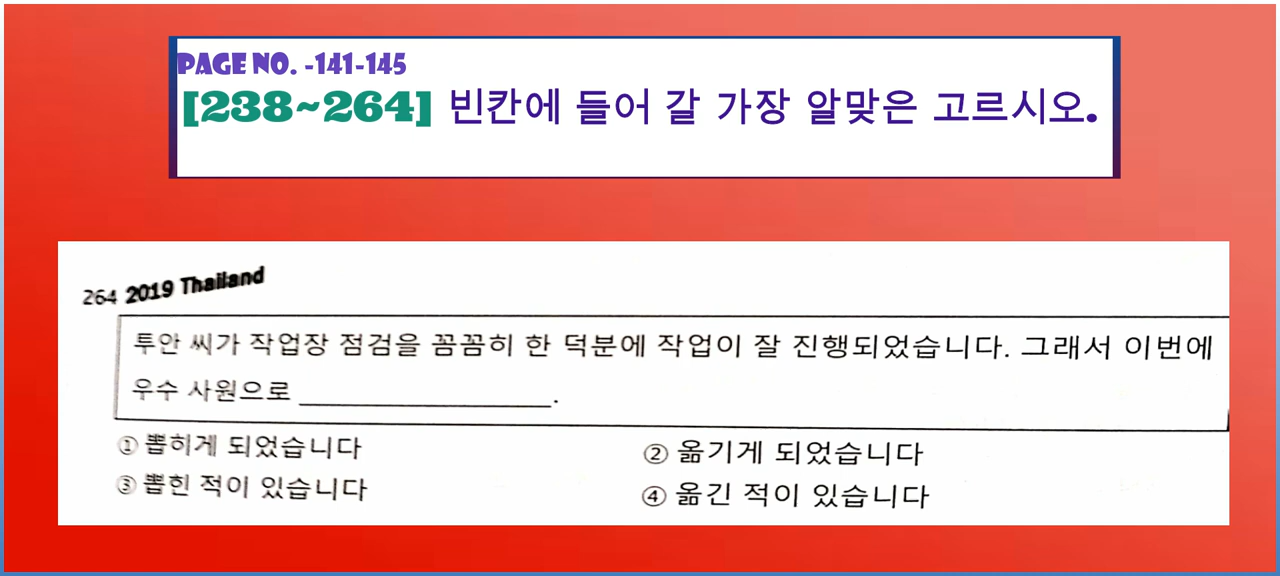 PAGE NO. -141-145
[238~264] 빈칸에 들어 갈 가장 알맞은 고르시오.
264 2019 Thailand
투안 씨가 작업장 점검을 꼼꼼히 한 덕분에 작업이 잘 진행되었습니다. 그래서 이번에
우수 사원으로 ____________________.
① 뽑히게 되었습니다 ② 옮기게 되었습니다
③ 뽑힌 적이 있습니다 ④ 옮긴 적이 있습니다